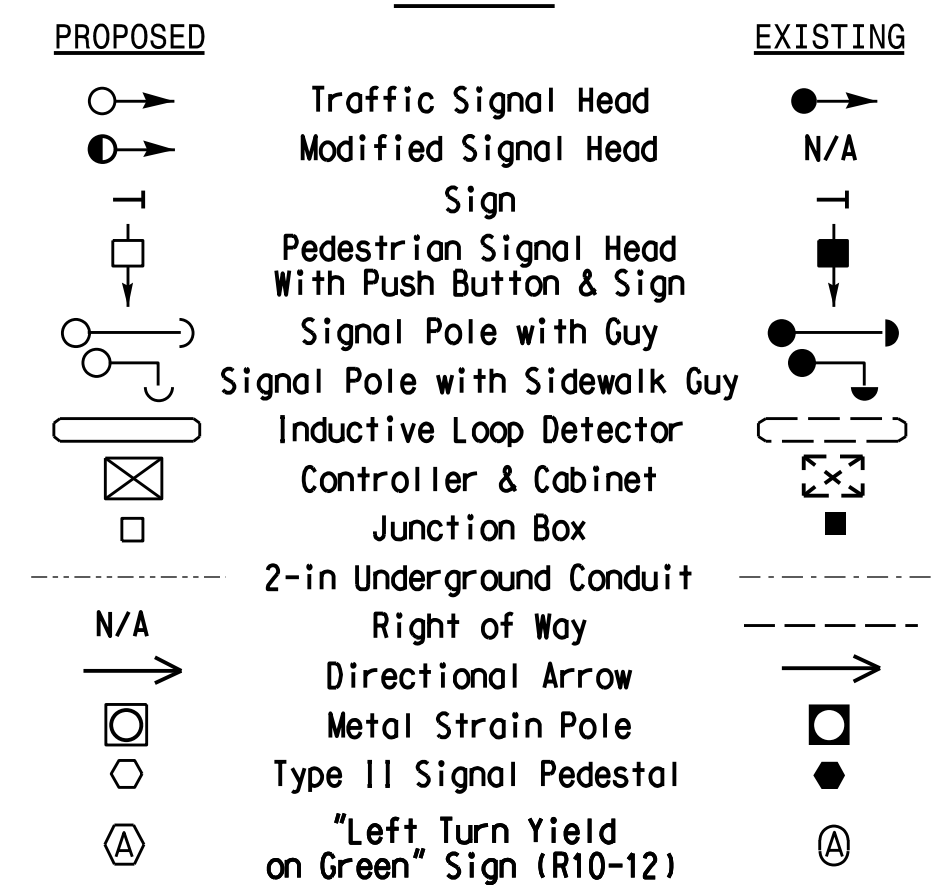 PROPOSED EXISTING
Traffic Signal Head
Modified Signal Head N/A
Sign
Pedestrian Signal Head
With Push Button & Sign
Signal Pole with Guy
Signal Pole with Sidewalk Guy
Inductive Loop Detector
Controller & Cabinet
Junction Box
2-in Underground Conduit
N/A Right of Way
Directional Arrow
Metal Strain Pole
Type II Signal Pedestal
"Left Turn Yield
A on Green" Sign (R10-12) A